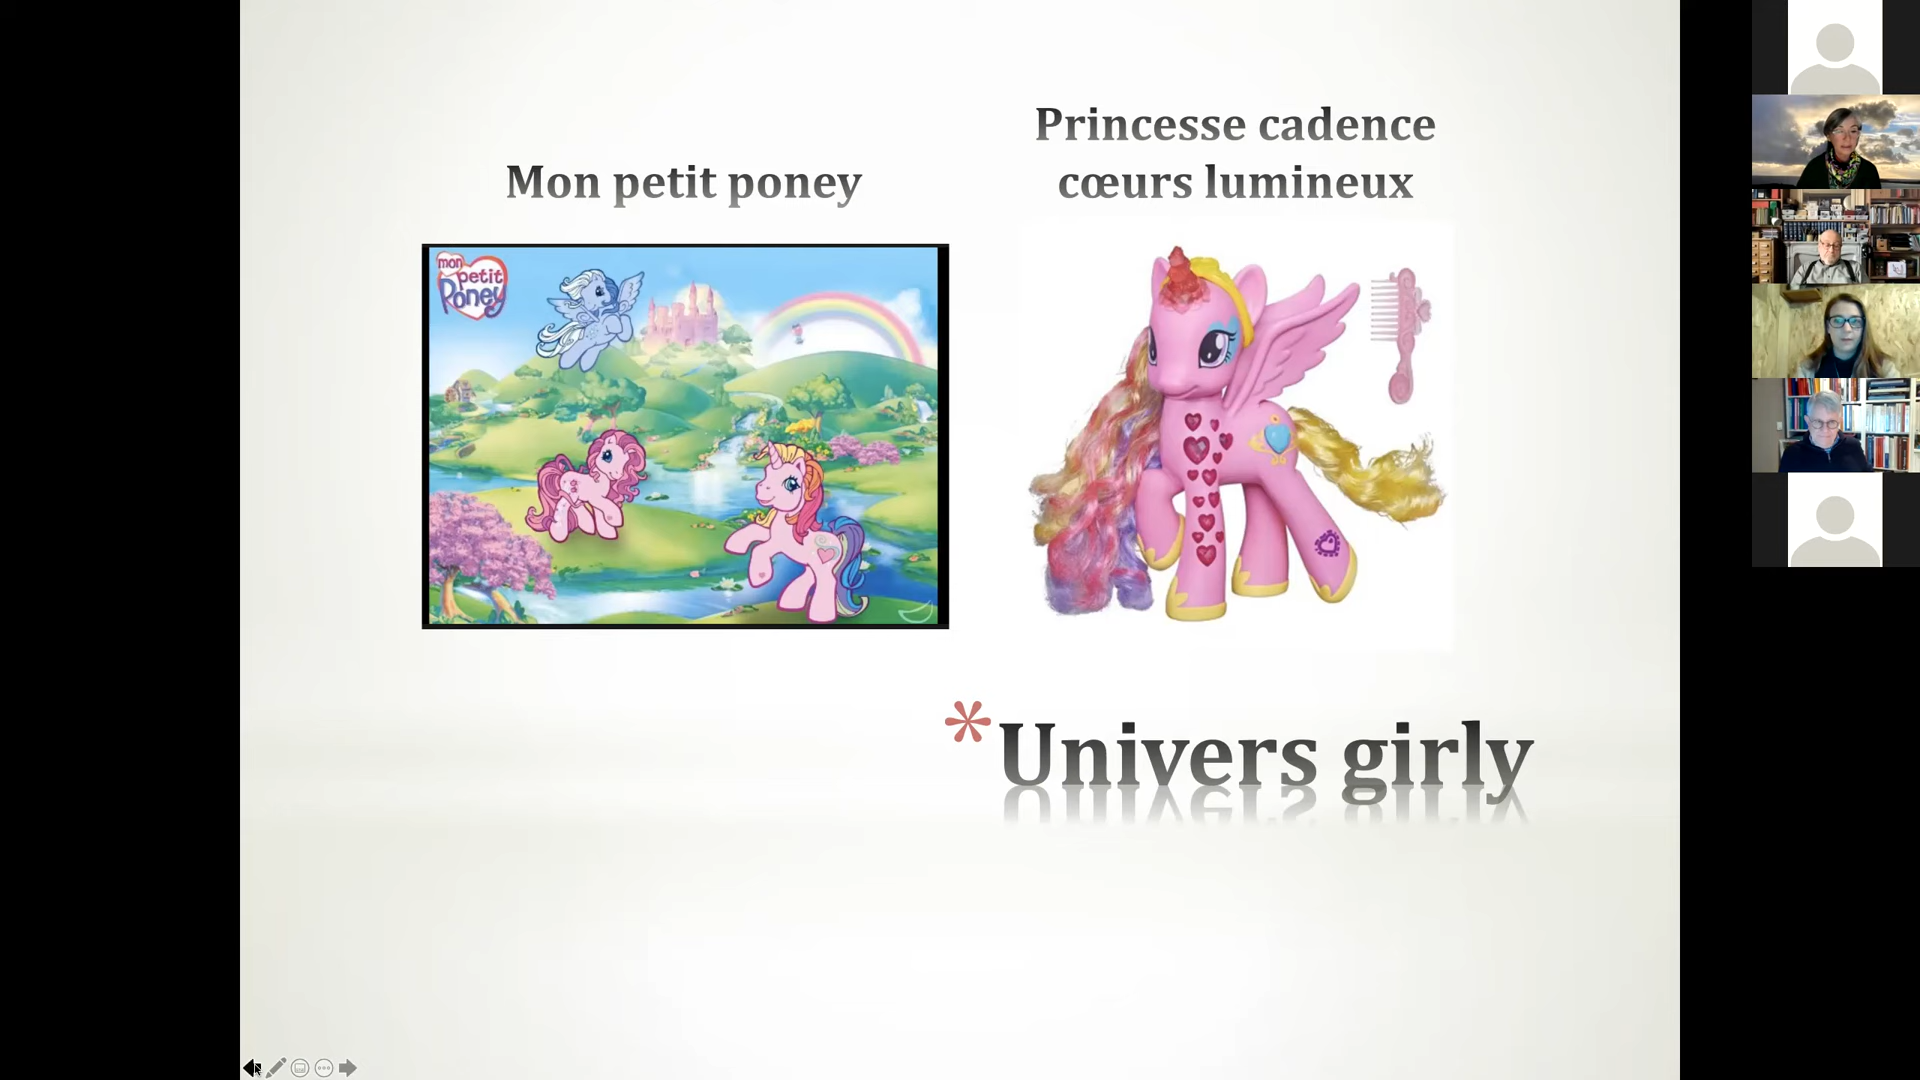 Mon petit poney
Princesse cadence
cœurs lumineux
mon
petit
Poney
* Univers girly